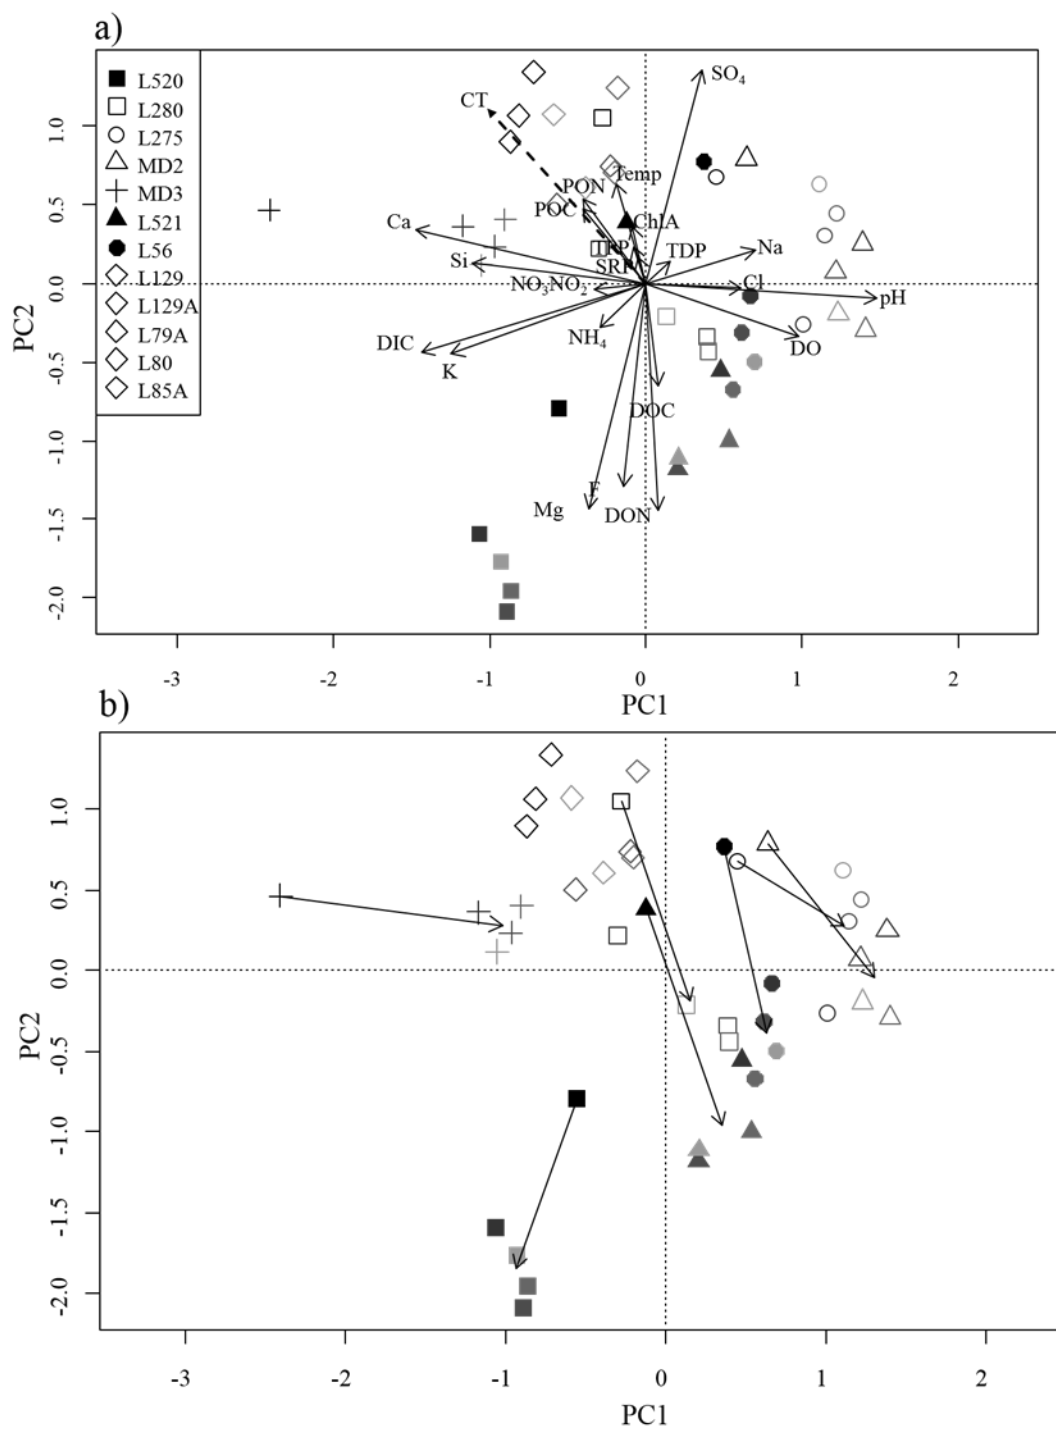 a)
L520
L280
L275
MD2
MD3
L521
L56
L129
L129A
L79A
L80
L85A
SO₄
CT
PON
Temp
POC
ChlA
Ca
TDP
Na
Si
SRP
NO₃NO₂
Cl
pH
NH₄
DIC
DO
K
DOC
F
Mg
DON
PC2
1.0
0.5
0.0
-0.5
-1.0
-1.5
-2.0
-3
-2
-1
0
1
2
PC1
b)
PC2
1.0
0.5
0.0
-0.5
-1.0
-1.5
-2.0
-3
-2
-1
0
1
2
PC1